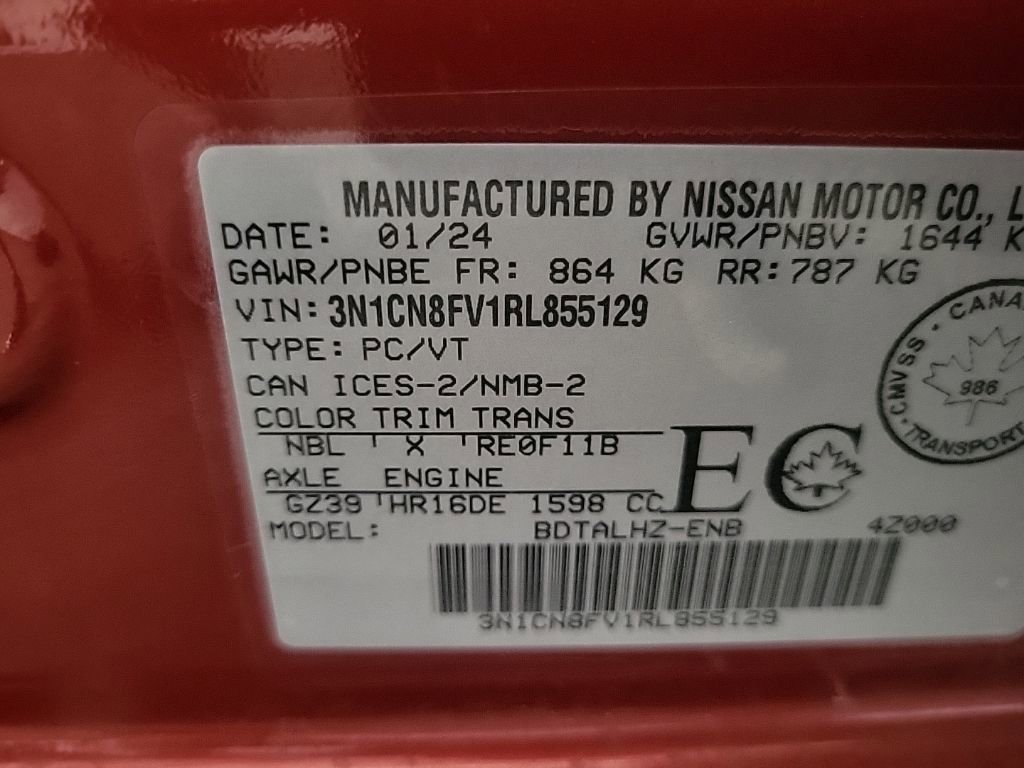 MANUFACTURED BY NISSAN MOTOR CO., L
DATE: 01/24 GVWR/PNBV: 1644 K
GAWR/PNBE FR: 864 KG RR: 787 KG
VIN: 3N1CN8FV1RL855129
TYPE: PC/VT
CAN ICES-2/NMB-2
COLOR TRIM TRANS
NBL X RE0F11B
AXLE ENGINE
GZ39 HR16DE 1598 CC
EC
MODEL: BDTALHZ-ENB 4Z000
3N1CN8FV1RL855129
CMVSS · CANA
986
TRANSPORT